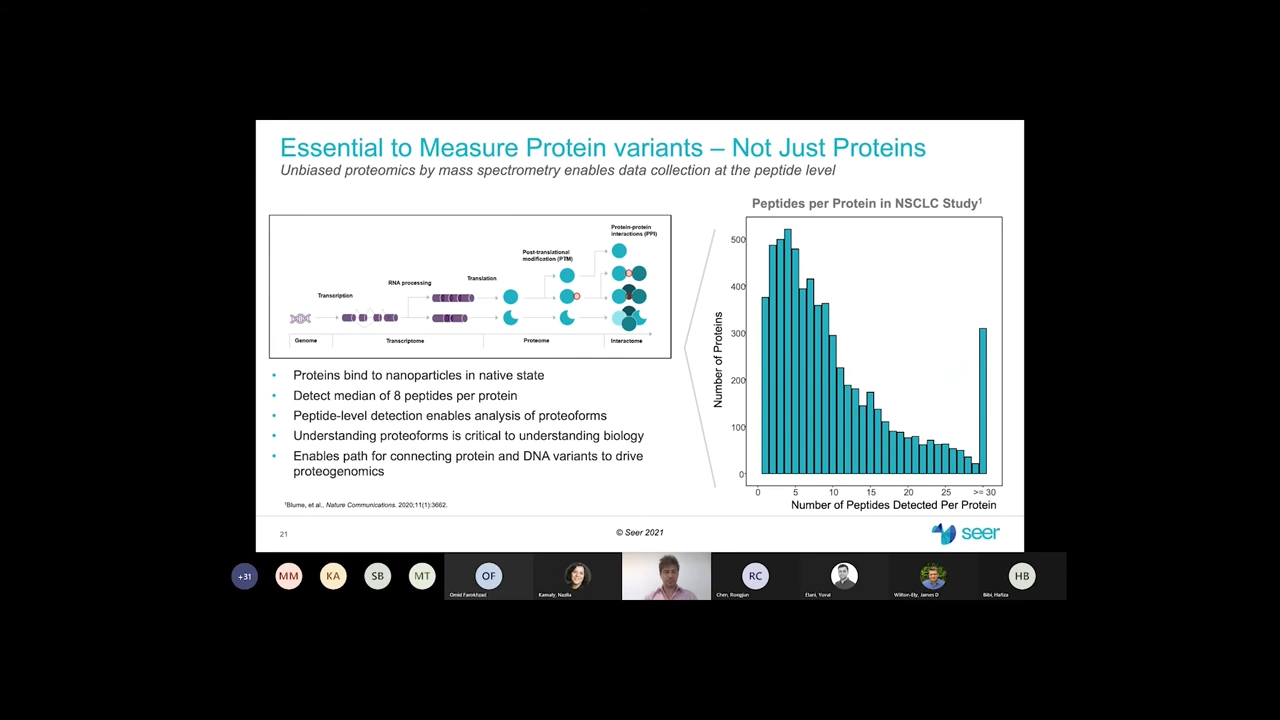 Essential to Measure Protein variants – Not Just Proteins
Unbiased proteomics by mass spectrometry enables data collection at the peptide level
Protein-protein
interactions (PPI)
Post-translational
modification (PTM)
Translation
RNA processing
Transcription
Genome
Transcriptome
Proteome
Interactome
• Proteins bind to nanoparticles in native state
• Detect median of 8 peptides per protein
• Peptide-level detection enables analysis of proteoforms
• Understanding proteoforms is critical to understanding biology
• Enables path for connecting protein and DNA variants to drive
proteogenomics
Peptides per Protein in NSCLC Study¹
Number of Proteins
500
400
300
200
100
0
0 5 10 15 20 25 >= 30
Number of Peptides Detected Per Protein
¹Blume, et al., Nature Communications. 2020;11(1):3662.
21
© Seer 2021
seer
+31
MM
KA
SB
MT
OF
Omid Farokhzad
Kamaly, Nazila
RC
Chen, Rongjun
Elani, Yuval
Wilton-Ely, James D
HB
Bibi, Hafiza